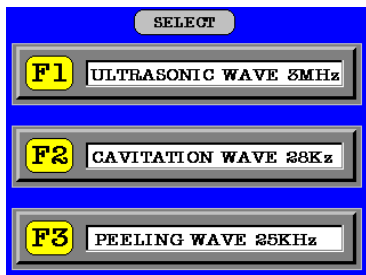 SELECT
F1 ULTRASONIC WAVE 3MHz
F2 CAVITATION WAVE 28Kz
F3 PEELING WAVE 25KHz